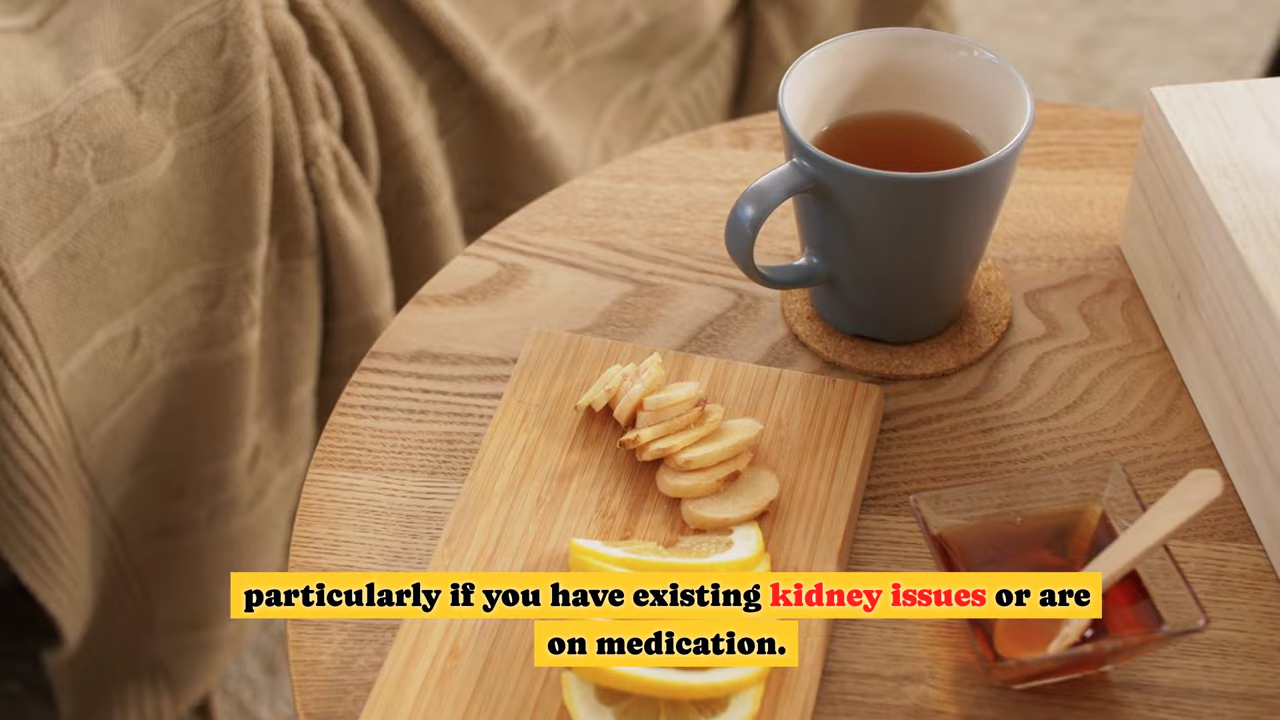 particularly if you have existing kidney issues or are
on medication.